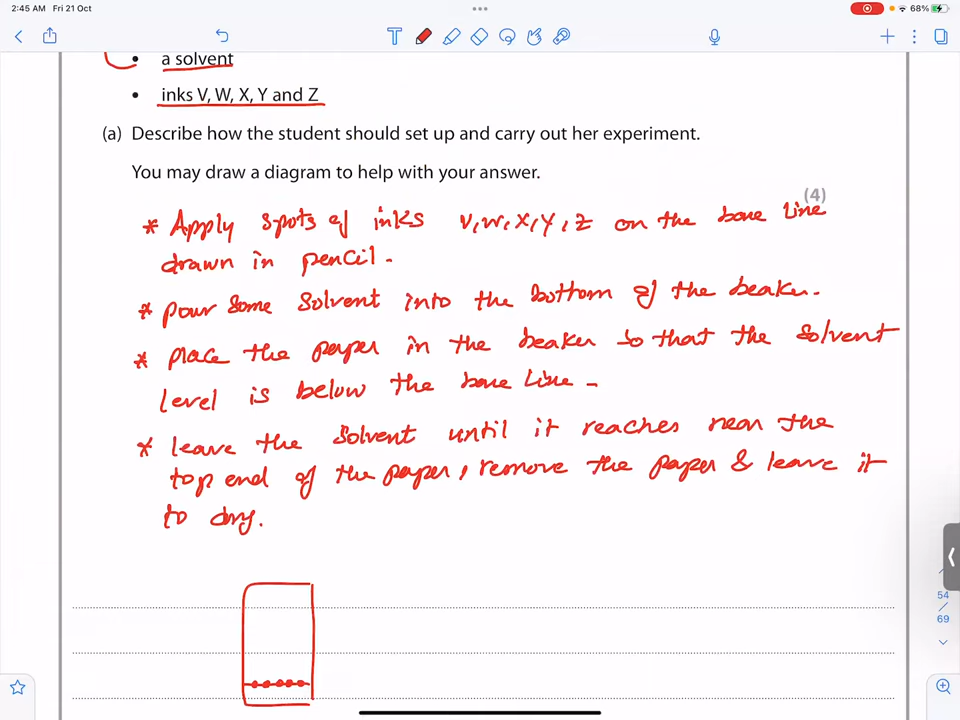 2:45 AM Fri 21 Oct
68%
• a solvent
• inks V, W, X, Y and Z
(a) Describe how the student should set up and carry out her experiment.
You may draw a diagram to help with your answer.
(4)
* Apply spots of inks V, W, X, Y, Z on the base line
drawn in pencil.
* pour some solvent into the bottom of the beaker.
* place the paper in the beaker so that the solvent
level is below the base line.
* leave the solvent until it reaches near the
top end of the paper, remove the paper & leave it
to dry.
54
/
69